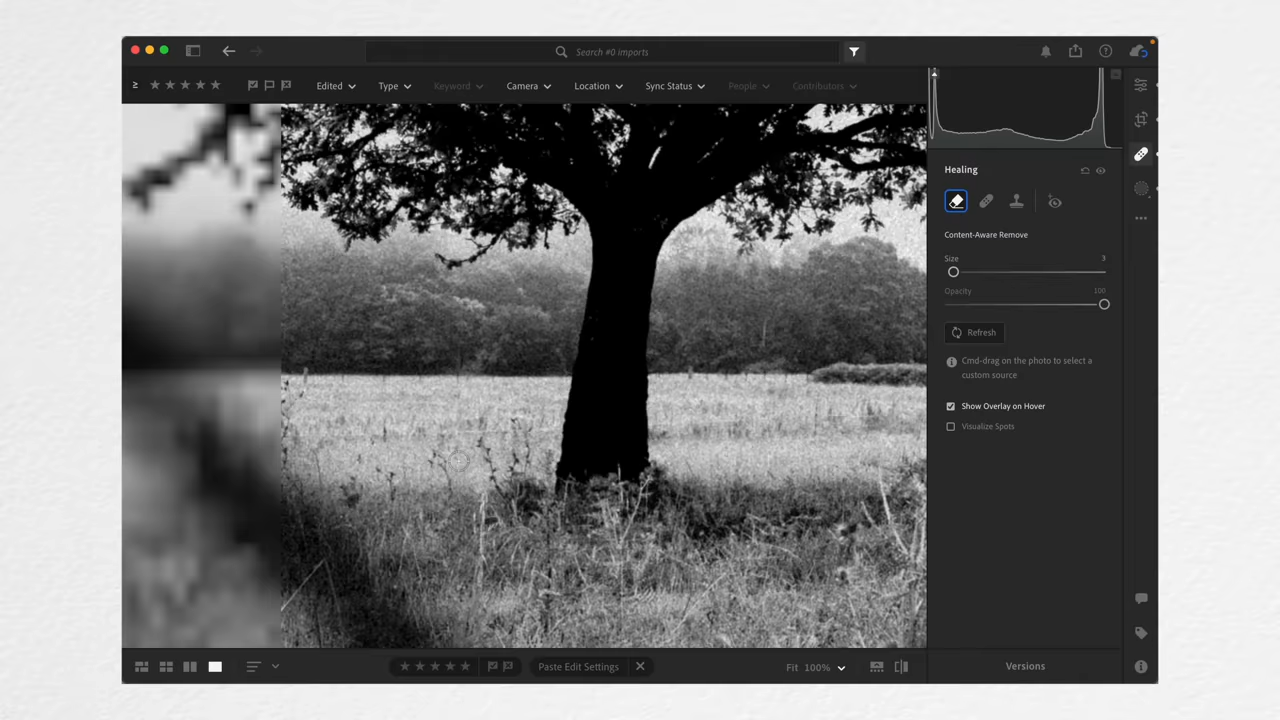 Search #0 imports
≥ Edited Type Keyword Camera Location Sync Status People Contributors
Healing
Content-Aware Remove
Size 3
Opacity 100
Refresh
Cmd-drag on the photo to select a
custom source
Show Overlay on Hover
Visualize Spots
Paste Edit Settings
Fit 100%
Versions